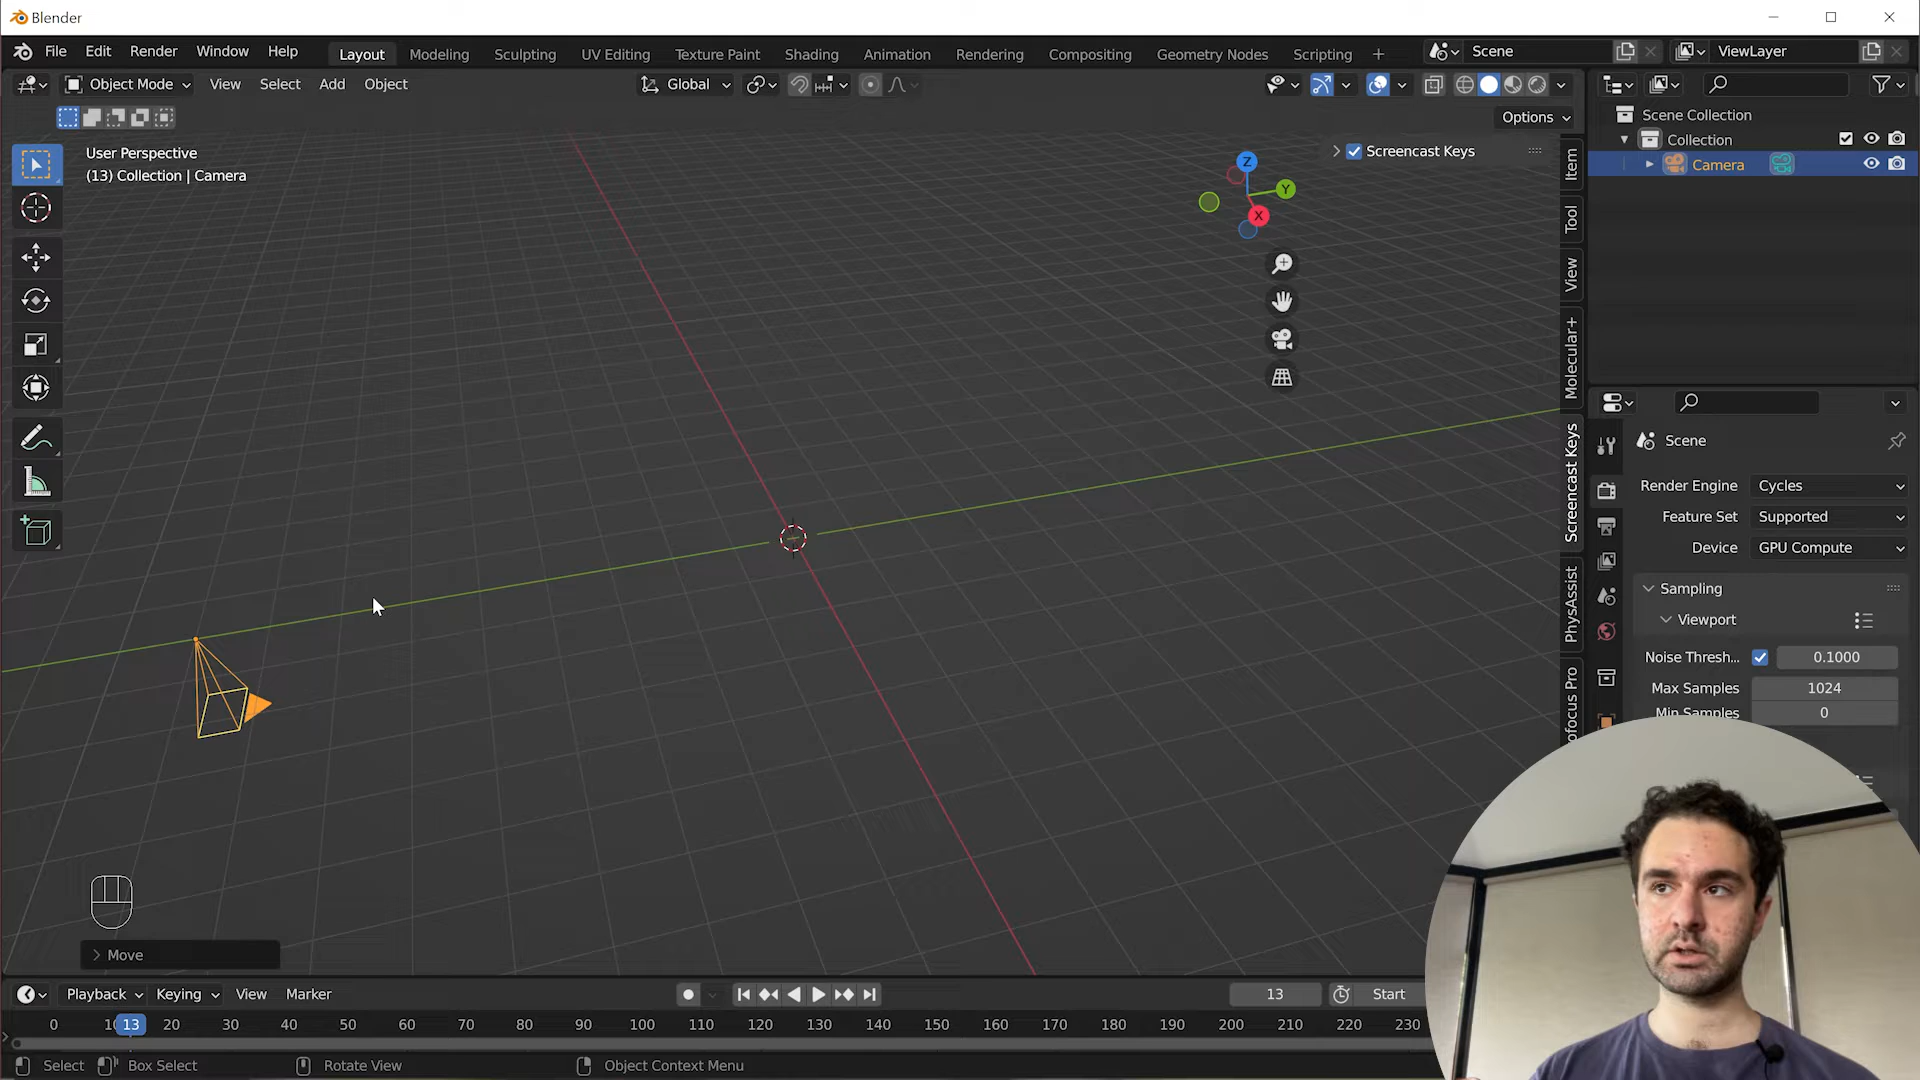 Blender
File Edit Render Window Help Layout Modeling Sculpting UV Editing Texture Paint Shading Animation Rendering Compositing Geometry Nodes Scripting + Scene ViewLayer
Object Mode View Select Add Object Global
Options
User Perspective
(13) Collection | Camera
Screencast Keys
Z
Y
X
Item
Tool
View
Molecular+
Screencast Keys
PhysAssist
ofocus Pro
Scene Collection
Collection
Camera
Scene
Render Engine Cycles
Feature Set Supported
Device GPU Compute
Sampling
Viewport
Noise Thresh... 0.1000
Max Samples 1024
Min Samples 0
Move
Playback Keying View Marker 13 Start
0 10 13 20 30 40 50 60 70 80 90 100 110 120 130 140 150 160 170 180 190 200 210 220 230
Select Box Select Rotate View Object Context Menu